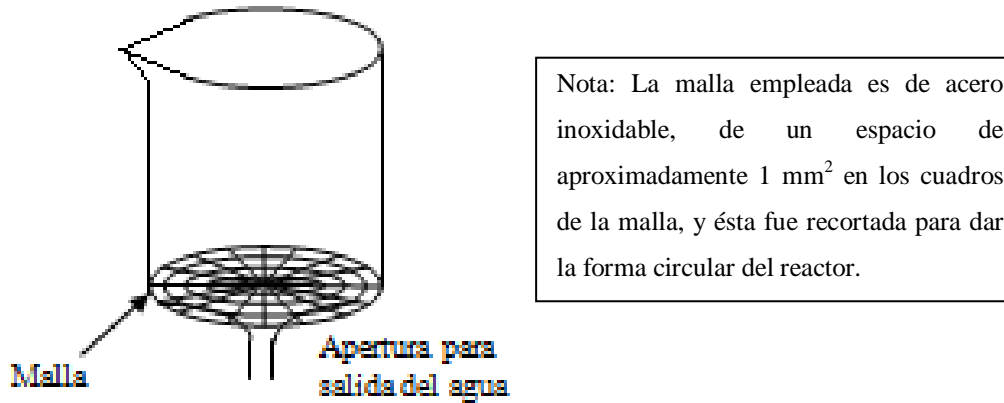 Nota: La malla empleada es de acero
inoxidable, de un espacio de
aproximadamente 1 mm² en los cuadros
de la malla, y ésta fue recortada para dar
la forma circular del reactor.
Malla
Apertura para
salida del agua